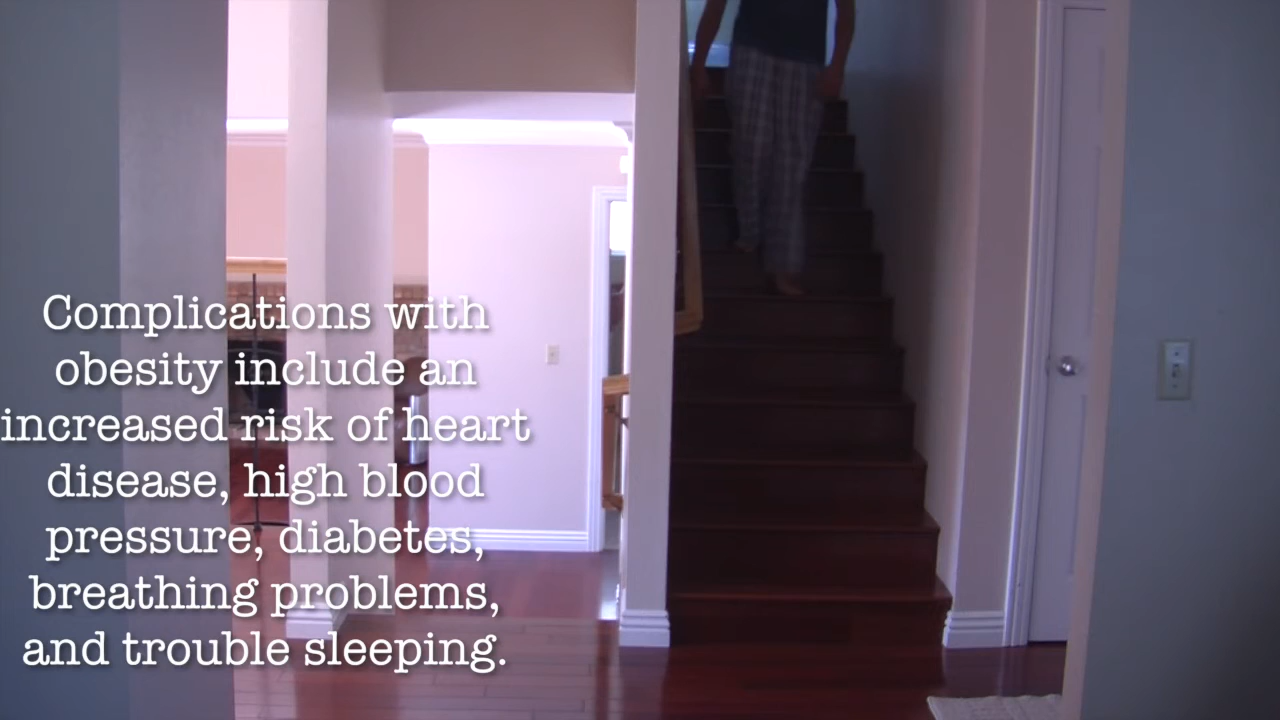 Complications with
obesity include an
increased risk of heart
disease, high blood
pressure, diabetes,
breathing problems,
and trouble sleeping.